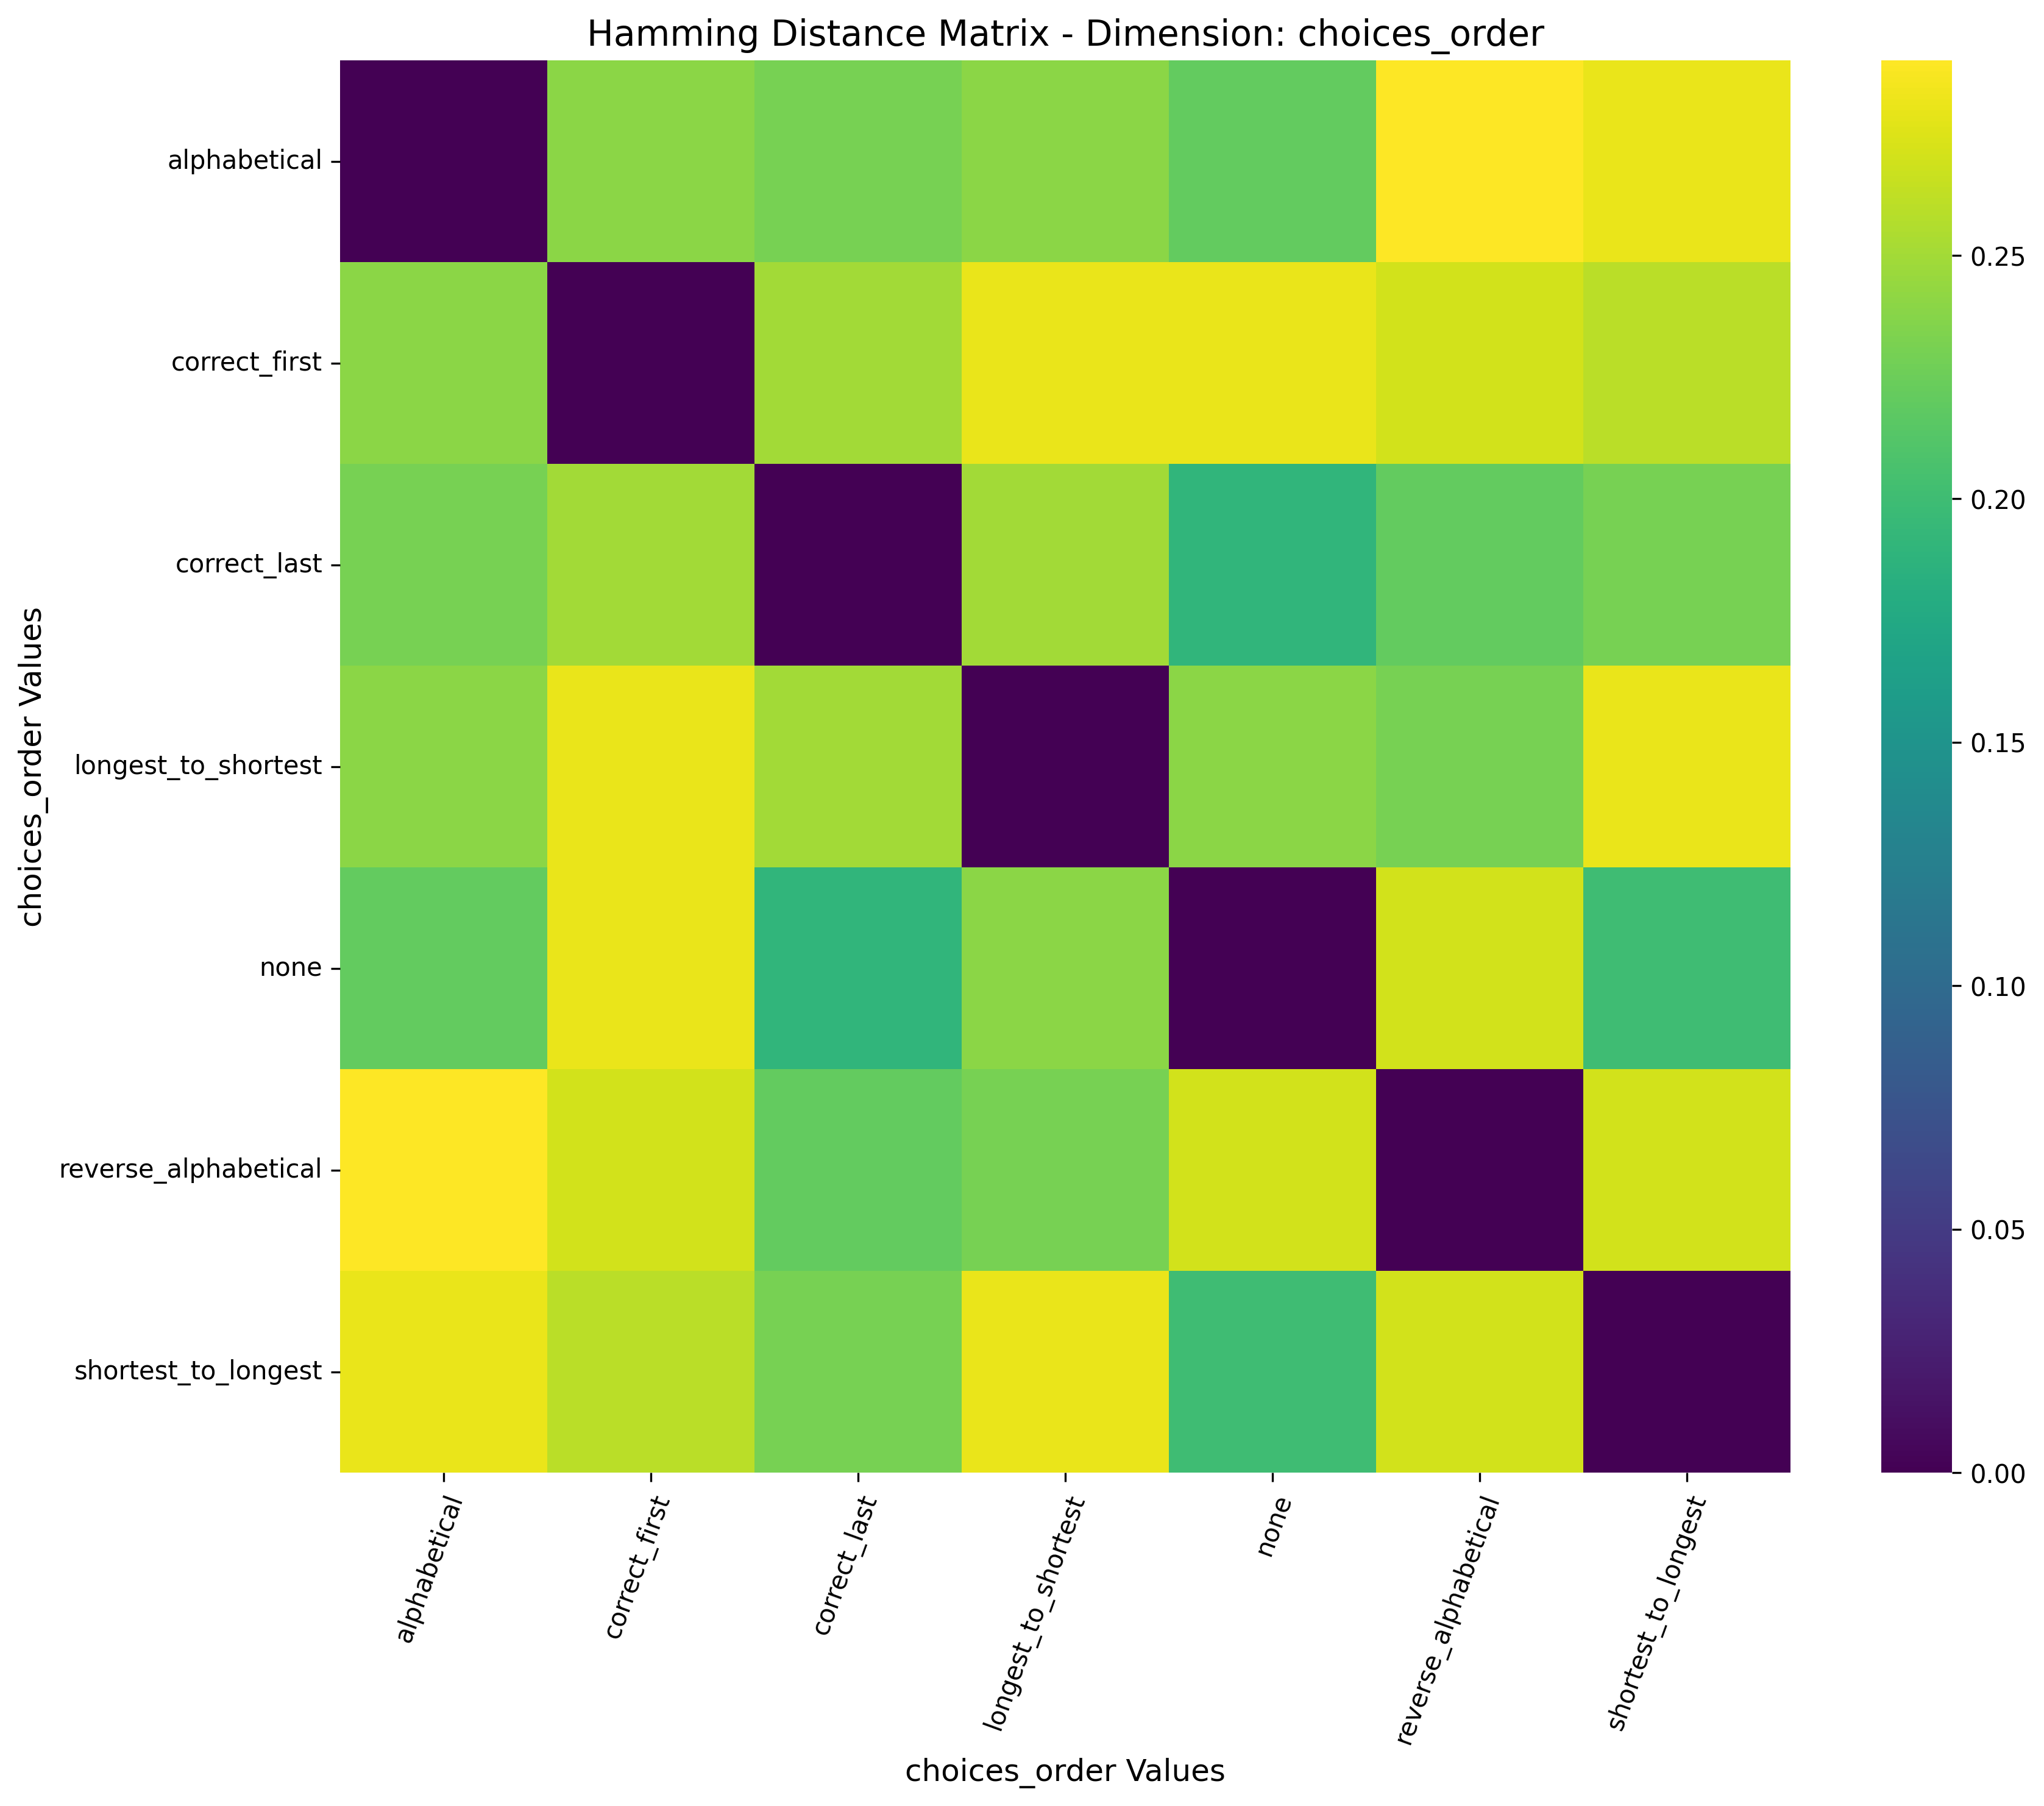 Hamming Distance Matrix - Dimension: choices_order
choices_order Values
alphabetical
correct_first
correct_last
longest_to_shortest
none
reverse_alphabetical
shortest_to_longest
alphabetical
correct_first
correct_last
longest_to_shortest
none
reverse_alphabetical
shortest_to_longest
choices_order Values
0.25
0.20
0.15
0.10
0.05
0.00